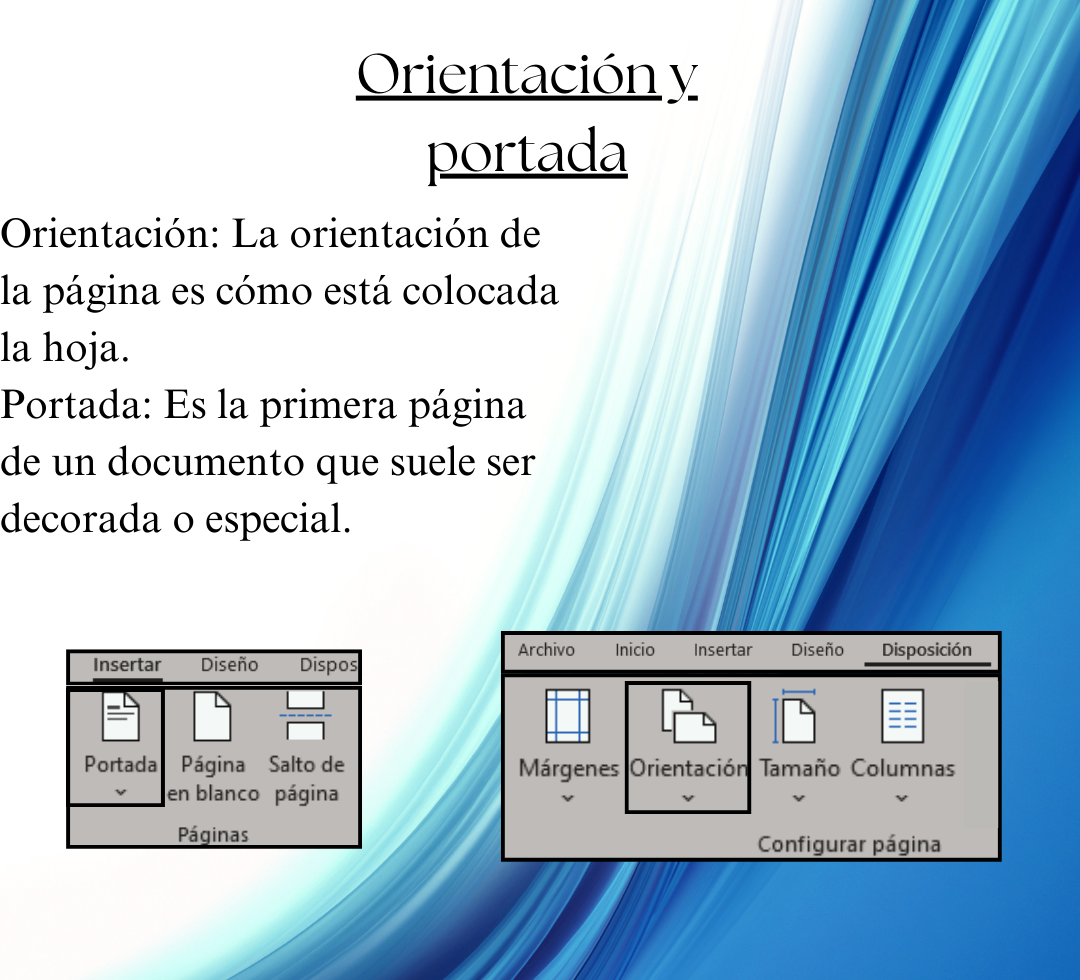 Orientación y
portada
Orientación: La orientación de
la página es cómo está colocada
la hoja.
Portada: Es la primera página
de un documento que suele ser
decorada o especial.
Insertar Diseño Dispos
Portada Página Salto de
en blanco página
Páginas
Archivo Inicio Insertar Diseño Disposición
Márgenes Orientación Tamaño Columnas
Configurar página